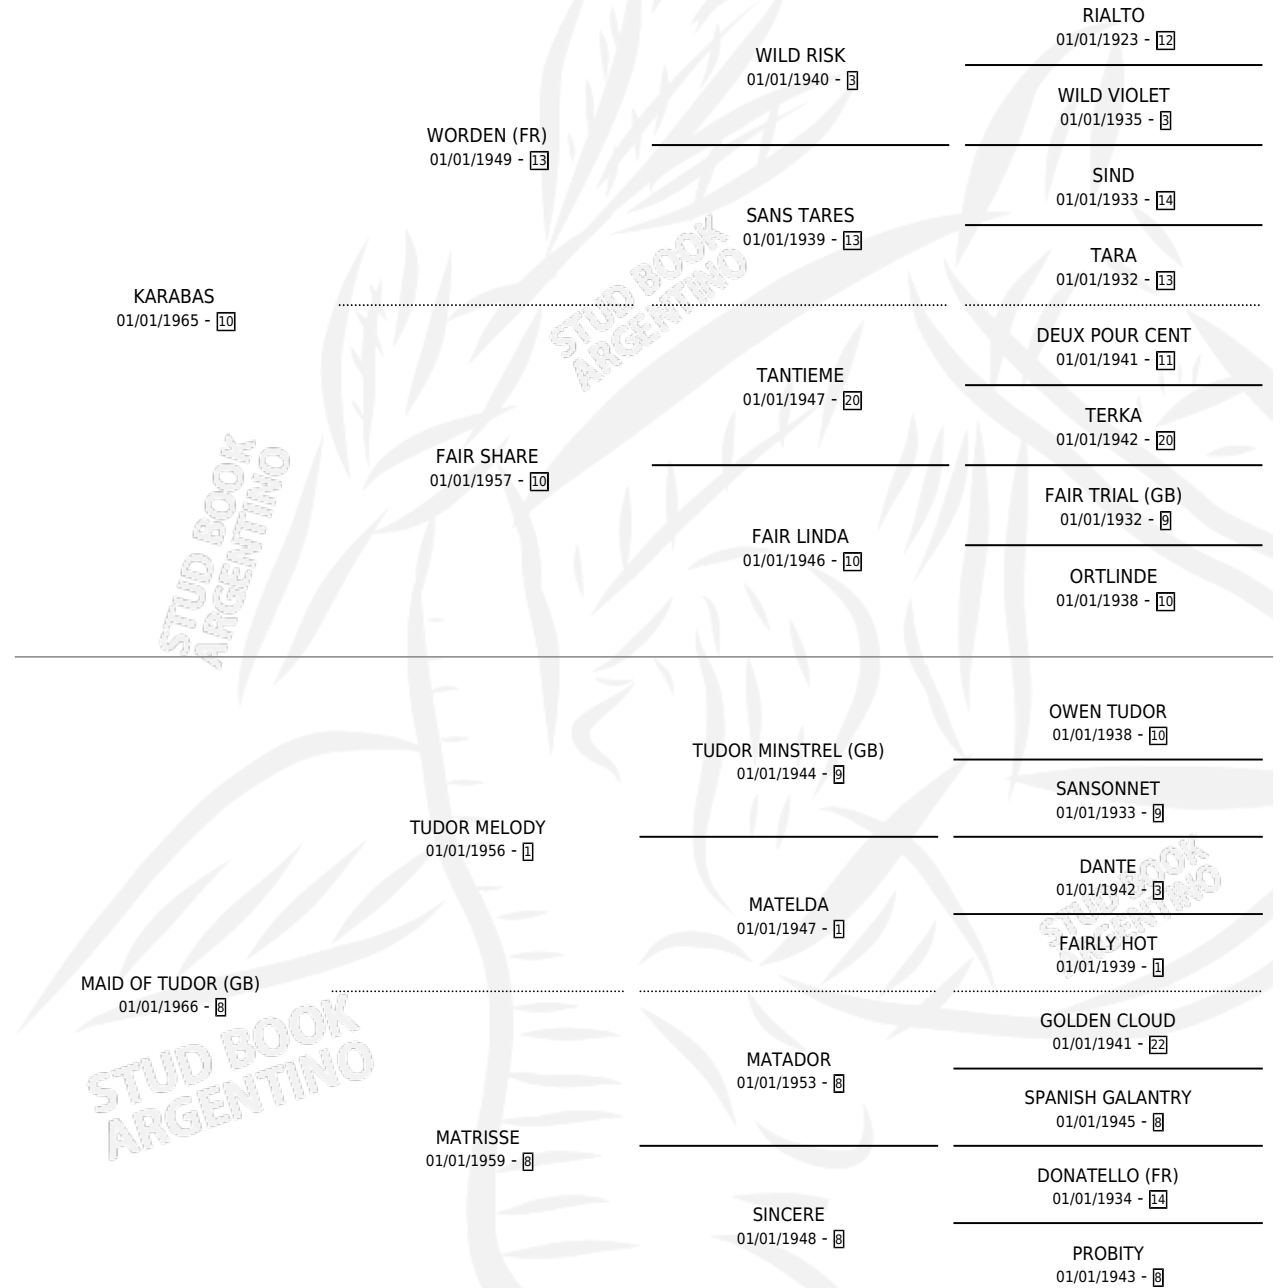 RIALTO
01/01/1923 - 12
WILD RISK
01/01/1940 - 3
WILD VIOLET
01/01/1935 - 3
WORDEN (FR)
01/01/1949 - 13
SIND
01/01/1933 - 14
SANS TARES
01/01/1939 - 13
TARA
01/01/1932 - 13
KARABAS
01/01/1965 - 10
DEUX POUR CENT
01/01/1941 - 11
TANTIEME
01/01/1947 - 20
TERKA
01/01/1942 - 20
FAIR SHARE
01/01/1957 - 10
FAIR TRIAL (GB)
01/01/1932 - 9
FAIR LINDA
01/01/1946 - 10
ORTLINDE
01/01/1938 - 10
OWEN TUDOR
01/01/1938 - 10
TUDOR MINSTREL (GB)
01/01/1944 - 9
SANSONNET
01/01/1933 - 9
TUDOR MELODY
01/01/1956 - 1
DANTE
01/01/1942 - 3
MATELDA
01/01/1947 - 1
FAIRLY HOT
01/01/1939 - 1
MAID OF TUDOR (GB)
01/01/1966 - 8
GOLDEN CLOUD
01/01/1941 - 22
MATADOR
01/01/1953 - 8
SPANISH GALANTRY
01/01/1945 - 8
MATRISSE
01/01/1959 - 8
DONATELLO (FR)
01/01/1934 - 14
SINCERE
01/01/1948 - 8
PROBITY
01/01/1943 - 8
STUD BOOK
ARGENTINO
STUD BOOK
ARGENTINO
STUD BOOK
ARGENTINO
STUD BOOK
ARGENTINO